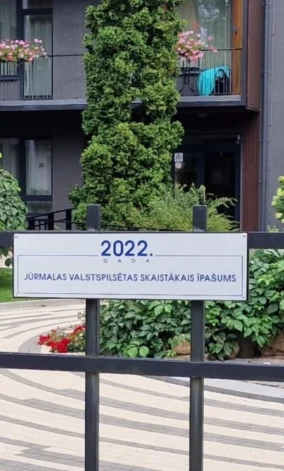 2022.
GADA
JŪRMALAS VALSTSPILSĒTAS SKAISTĀKAIS ĪPAŠUMS